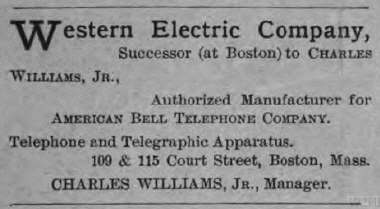 Western Electric Company,
Successor (at Boston) to CHARLES
WILLIAMS, JR.,
Authorized Manufacturer for
AMERICAN BELL TELEPHONE COMPANY.
Telephone and Telegraphic Apparatus.
109 & 115 Court Street, Boston, Mass.
CHARLES WILLIAMS, JR., Manager.